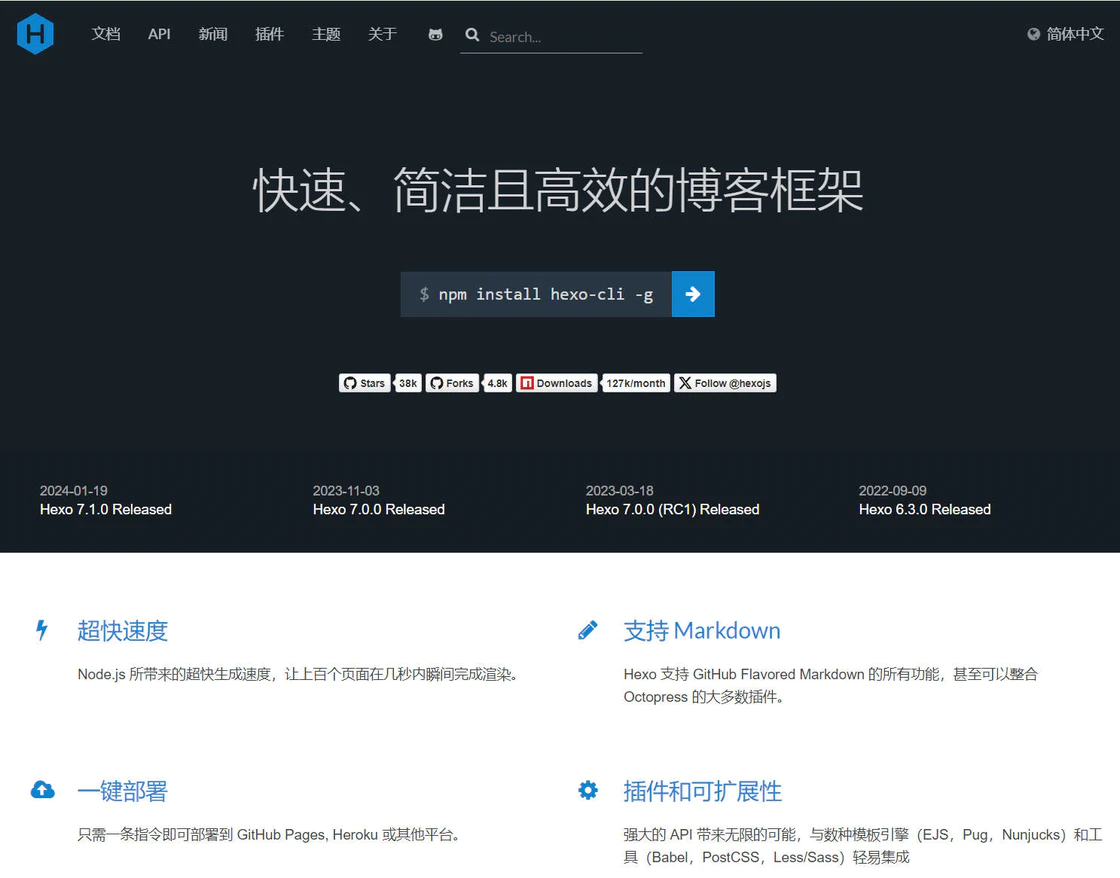 H
文档 API 新闻 插件 主题 关于 Search... 简体中文
快速、简洁且高效的博客框架
$ npm install hexo-cli -g
Stars 38k Forks 4.8k Downloads 127k/month Follow @hexojs
2024-01-19
Hexo 7.1.0 Released
2023-11-03
Hexo 7.0.0 Released
2023-03-18
Hexo 7.0.0 (RC1) Released
2022-09-09
Hexo 6.3.0 Released
超快速度
Node.js 所带来的超快生成速度，让上百个页面在几秒内瞬间完成渲染。
支持 Markdown
Hexo 支持 GitHub Flavored Markdown 的所有功能，甚至可以整合
Octopress 的大多数插件。
一键部署
只需一条指令即可部署到 GitHub Pages, Heroku 或其他平台。
插件和可扩展性
强大的 API 带来无限的可能，与数种模板引擎（EJS，Pug，Nunjucks）和工
具（Babel，PostCSS，Less/Sass）轻易集成